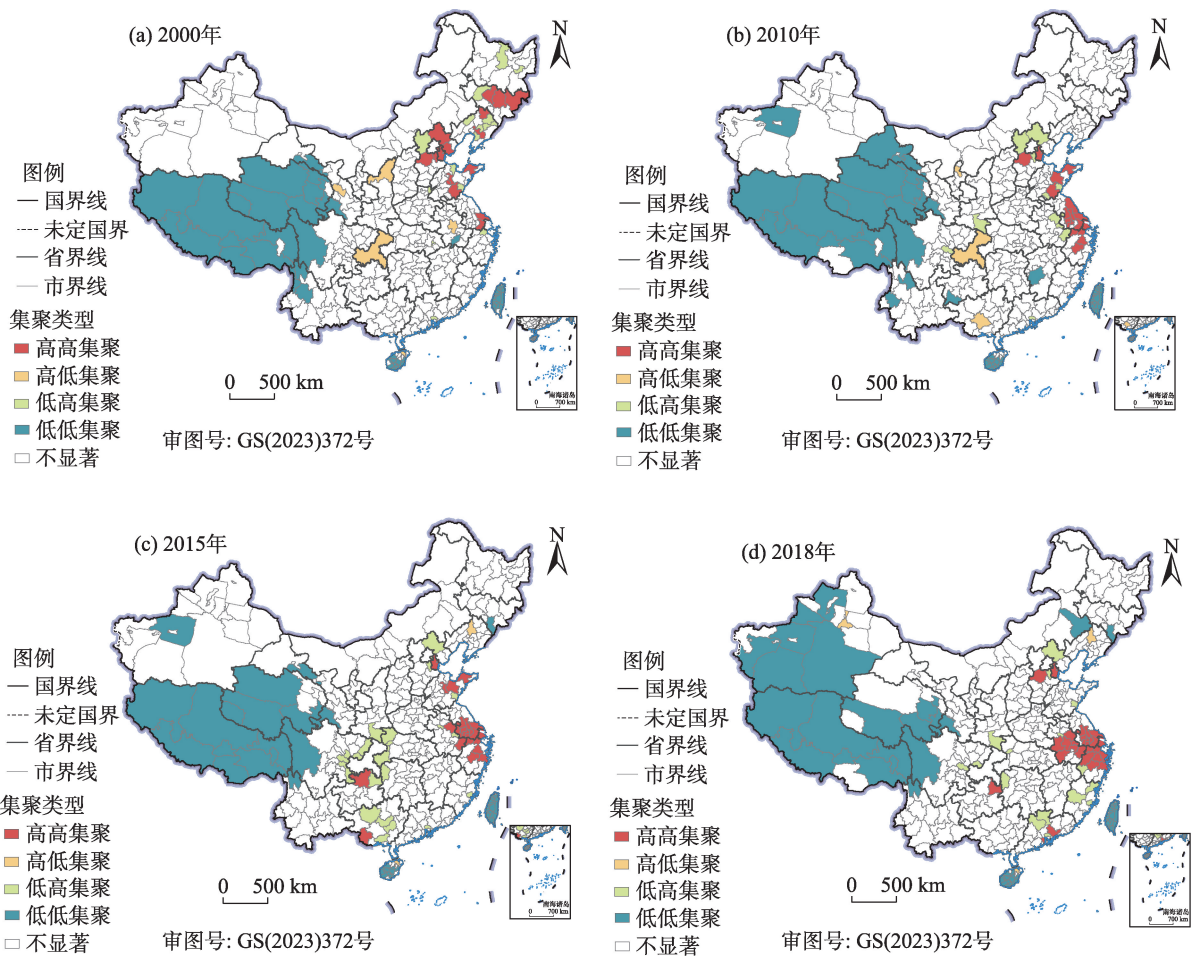 (a) 2000年
N
图例
国界线
未定国界
省界线
市界线
集聚类型
高高集聚
高低集聚
低高集聚
低低集聚
不显著
0 500 km
审图号: GS(2023)372号
南海诸岛
0 700 km
(b) 2010年
N
图例
国界线
未定国界
省界线
市界线
集聚类型
高高集聚
高低集聚
低高集聚
低低集聚
不显著
0 500 km
审图号: GS(2023)372号
南海诸岛
0 700 km
(c) 2015年
N
图例
国界线
未定国界
省界线
市界线
集聚类型
高高集聚
高低集聚
低高集聚
低低集聚
不显著
0 500 km
审图号: GS(2023)372号
南海诸岛
0 700 km
(d) 2018年
N
图例
国界线
未定国界
省界线
市界线
集聚类型
高高集聚
高低集聚
低高集聚
低低集聚
不显著
0 500 km
审图号: GS(2023)372号
南海诸岛
0 700 km